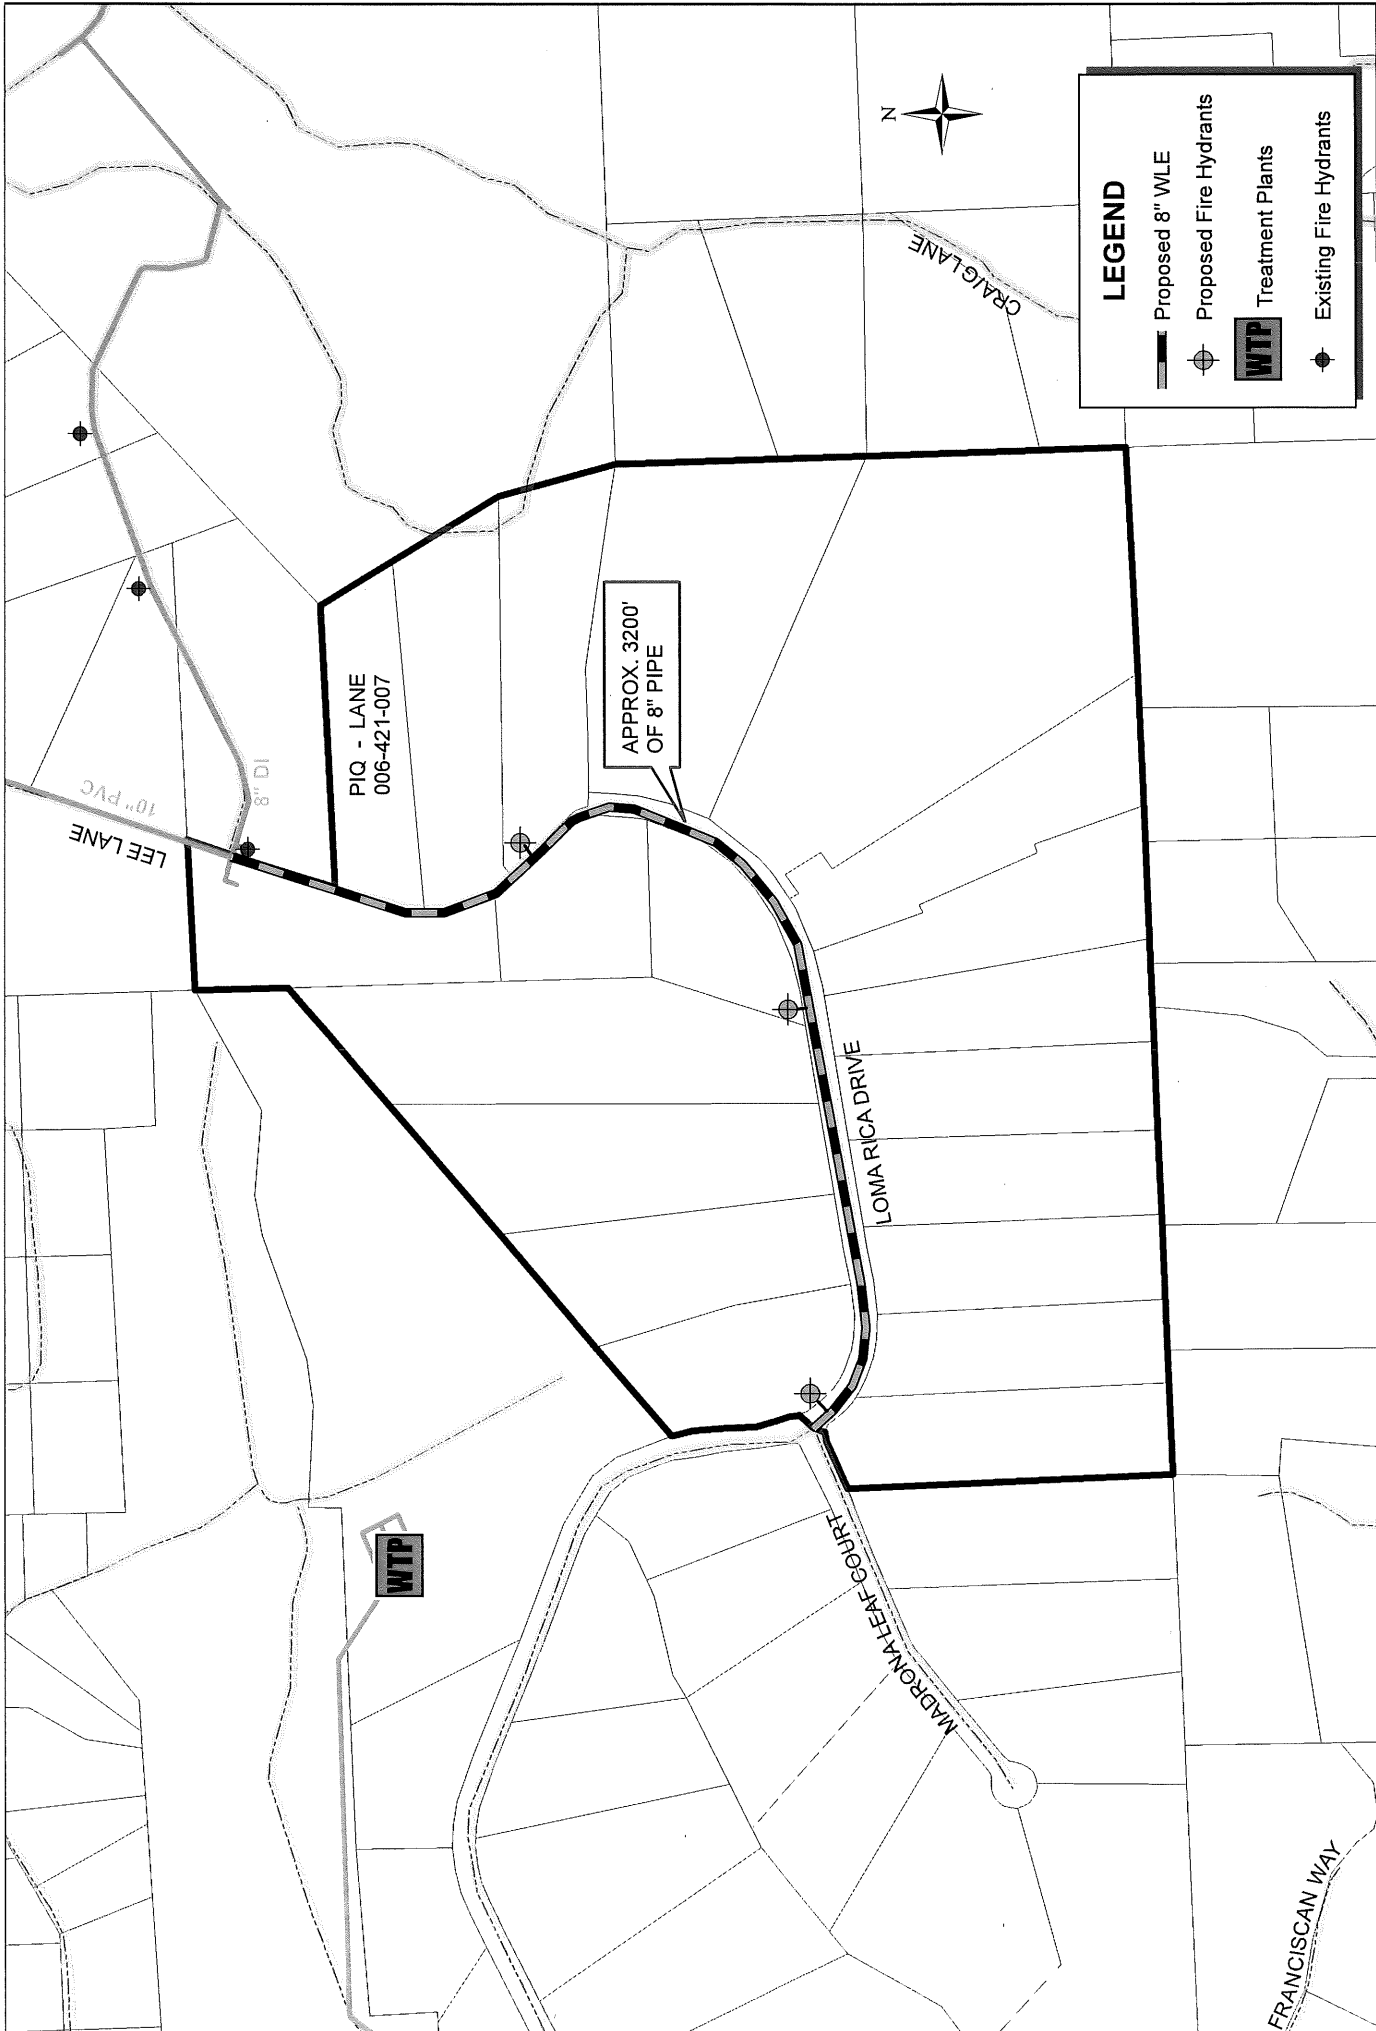 LEE LANE
10" PVC
8" DI
PIQ - LANE
006-421-007
APPROX. 3200'
OF 8" PIPE
LOMA RICA DRIVE
MADRONA LEAF COURT
FRANCISCAN WAY
CRAIG LANE
N
WTP
LEGEND
Proposed 8" WLE
Proposed Fire Hydrants
WTP Treatment Plants
Existing Fire Hydrants